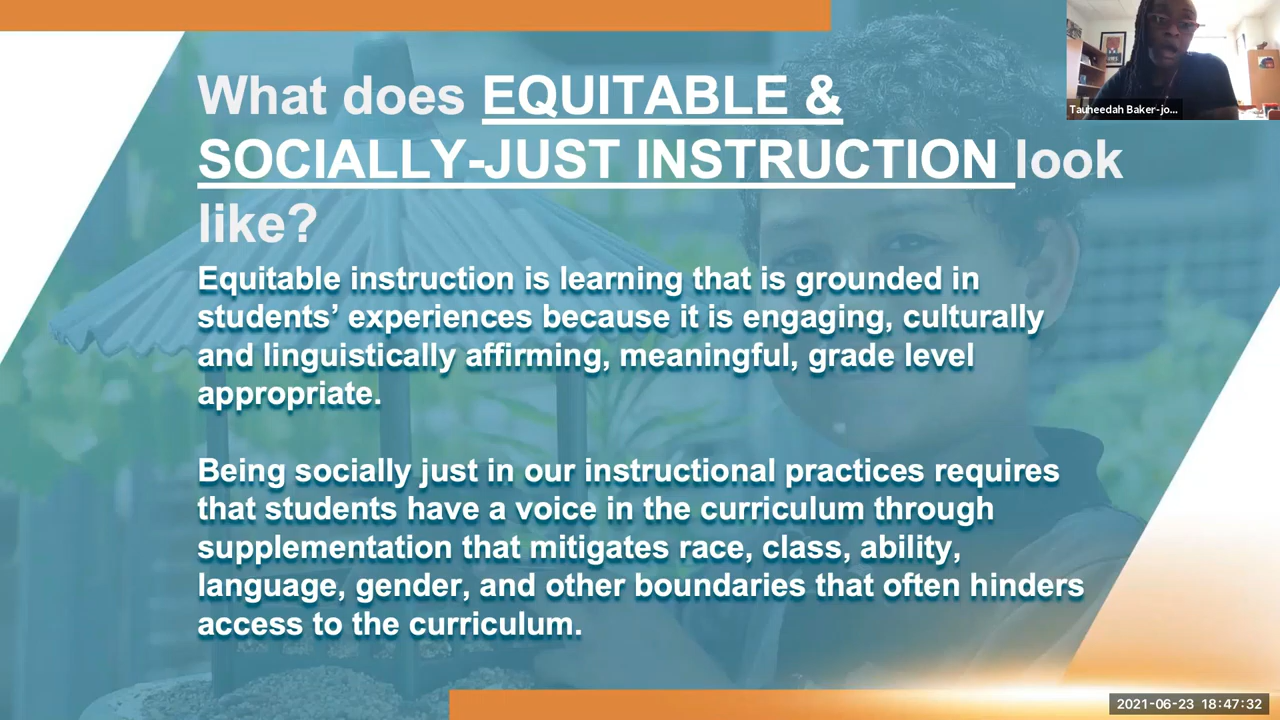 What does EQUITABLE &
SOCIALLY-JUST INSTRUCTION look
like?
Equitable instruction is learning that is grounded in
students’ experiences because it is engaging, culturally
and linguistically affirming, meaningful, grade level
appropriate.
Being socially just in our instructional practices requires
that students have a voice in the curriculum through
supplementation that mitigates race, class, ability,
language, gender, and other boundaries that often hinders
access to the curriculum.
Tauheedah Baker-jo...
2021-06-23 18:47:32